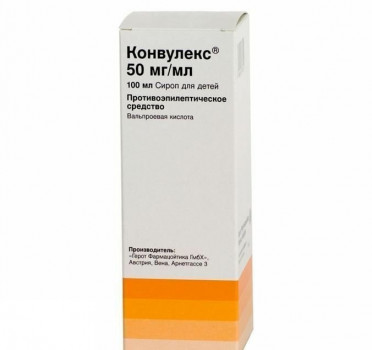 Конвулекс®
50 мг/мл
100 мл Сироп для детей
Противоэпилептическое
средство
Вальпроевая кислота
Производитель:
«Герот Фармацойтика ГмбХ»,
Австрия, Вена, Арнетгассе 3